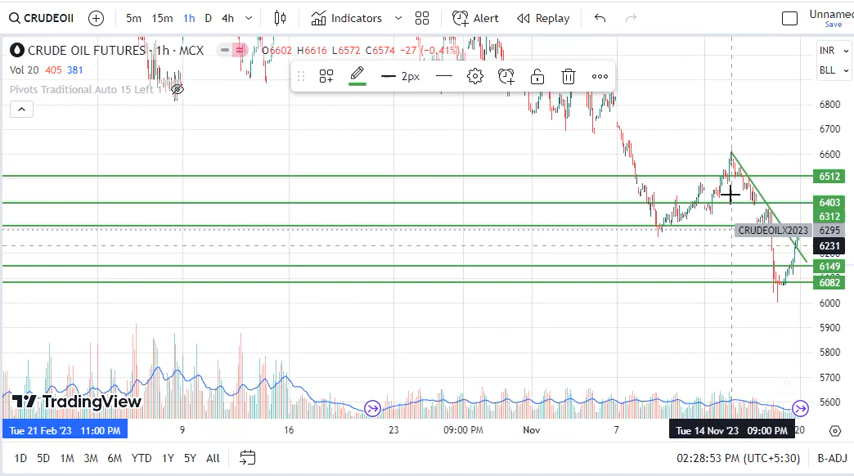 CRUDEOII 5m 15m 1h D 4h Indicators Alert Replay Unnamed
Save
CRUDE OIL FUTURES · 1h · MCX O6602 H6616 L6572 C6574 −27 (−0.41%) INR
Vol 20 405 381 BLL
Pivots Traditional Auto 15 Left
2px
6800
6700
6600
6512
6403
6312
CRUDEOILX2023 6295
6231
6149
6082
6000
5900
5800
5700
5600
TradingView
Tue 21 Feb '23 11:00 PM 9 16 23 09:00 PM Nov 7 Tue 14 Nov '23 09:00 PM 20
1D 5D 1M 3M 6M YTD 1Y 5Y All 02:28:53 PM (UTC+5:30) B-ADJ